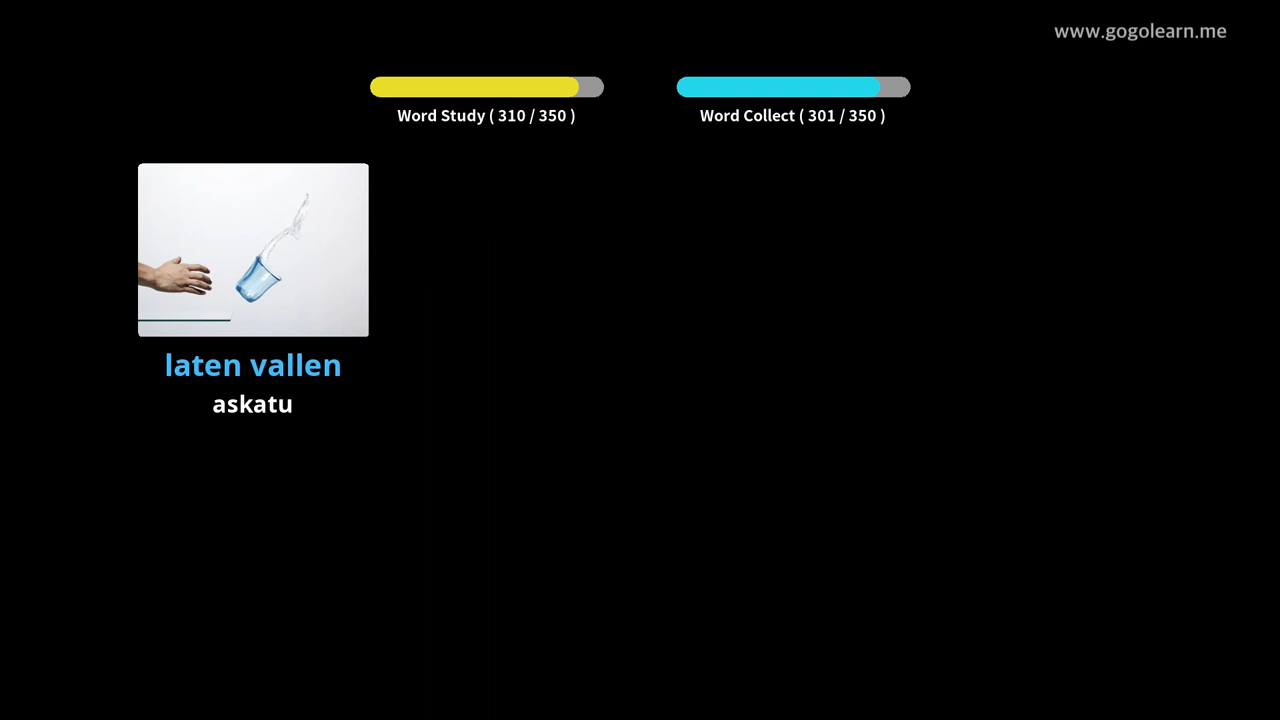 www.gogolearn.me
Word Study ( 310 / 350 )
Word Collect ( 301 / 350 )
laten vallen
askatu